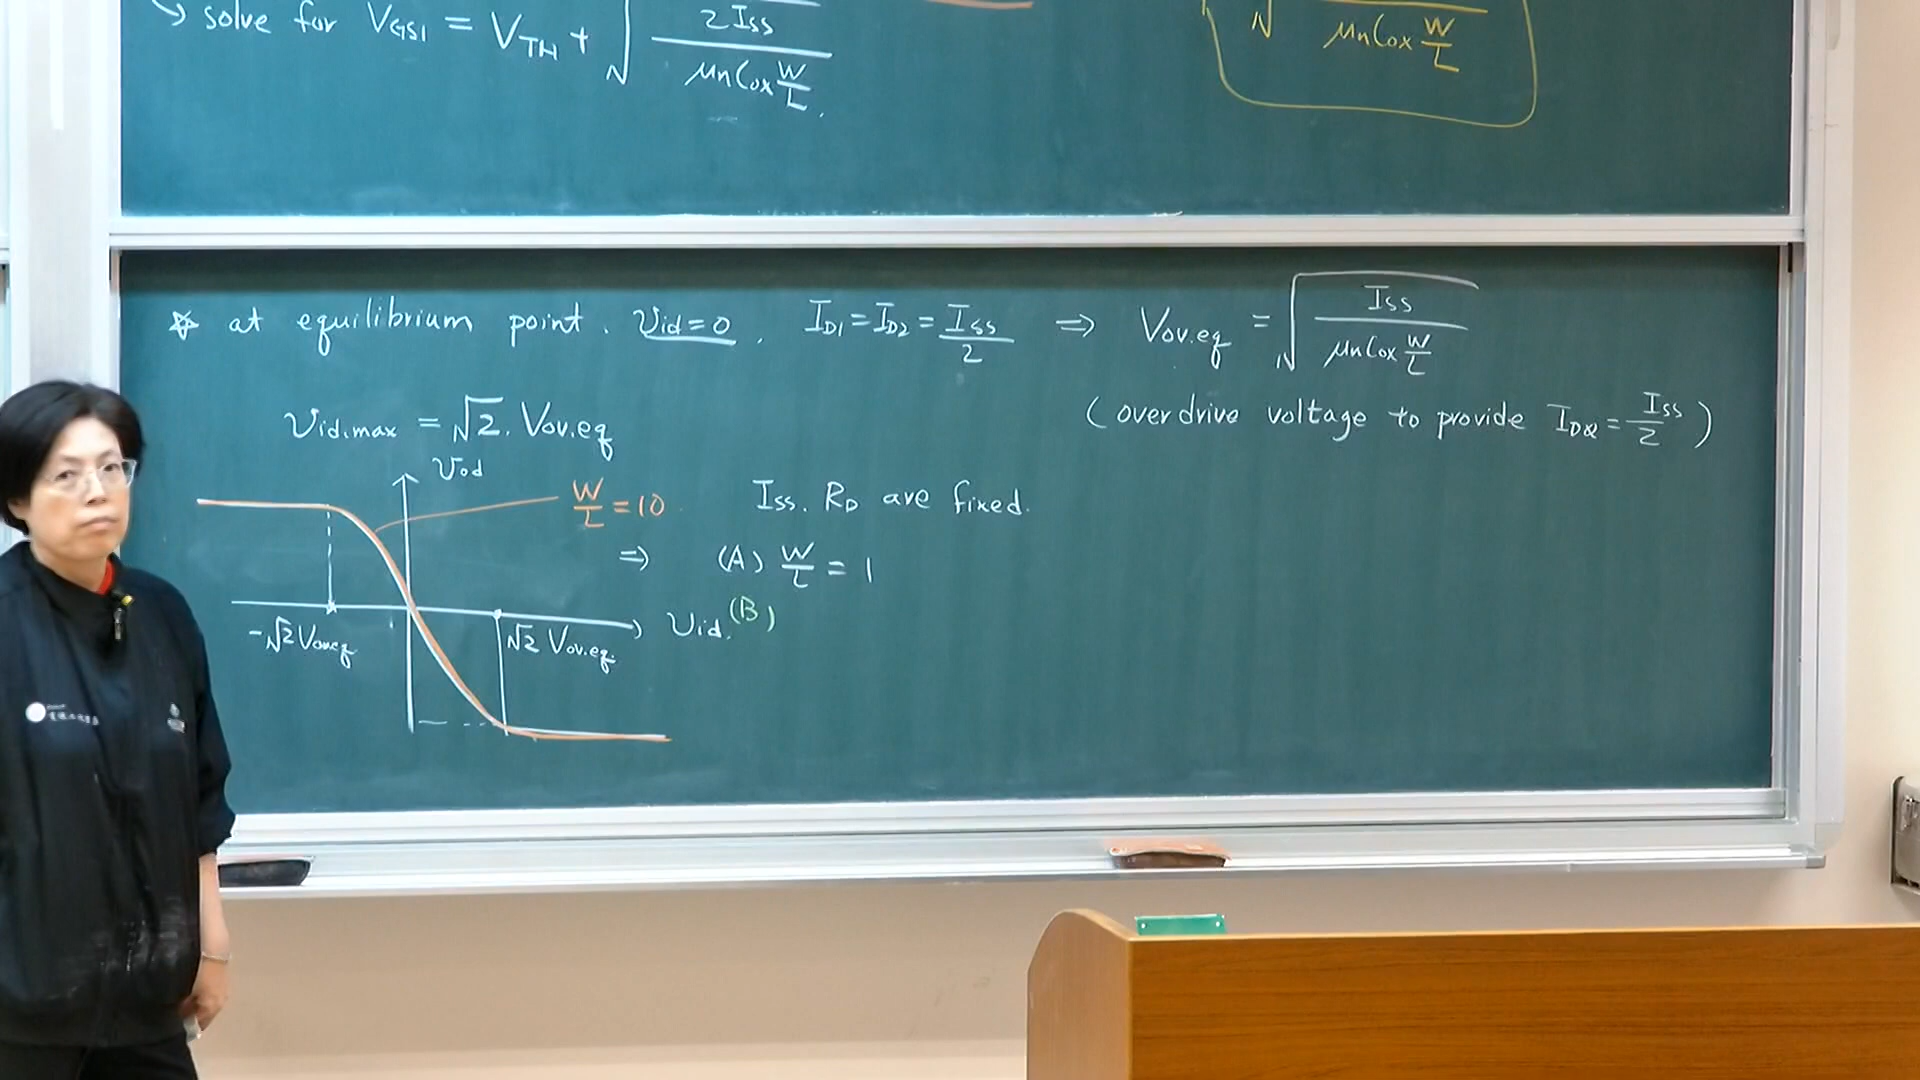 ↳ solve for VGS1 = VTH + √(2ISS / μnCox W/L).
√( / μnCox W/L)
☆ at equilibrium point. vid=0, ID1=ID2=ISS/2 ⇒ Vov.eq = √(ISS / μnCox W/L)
(overdrive voltage to provide IDQ=ISS/2)
vid.max = √2. Vov.eq
vod
W/L = 10. ISS. RD are fixed.
⇒ (A) W/L = 1
vid. (B)
-√2 Vov.eq
√2 Vov.eq.